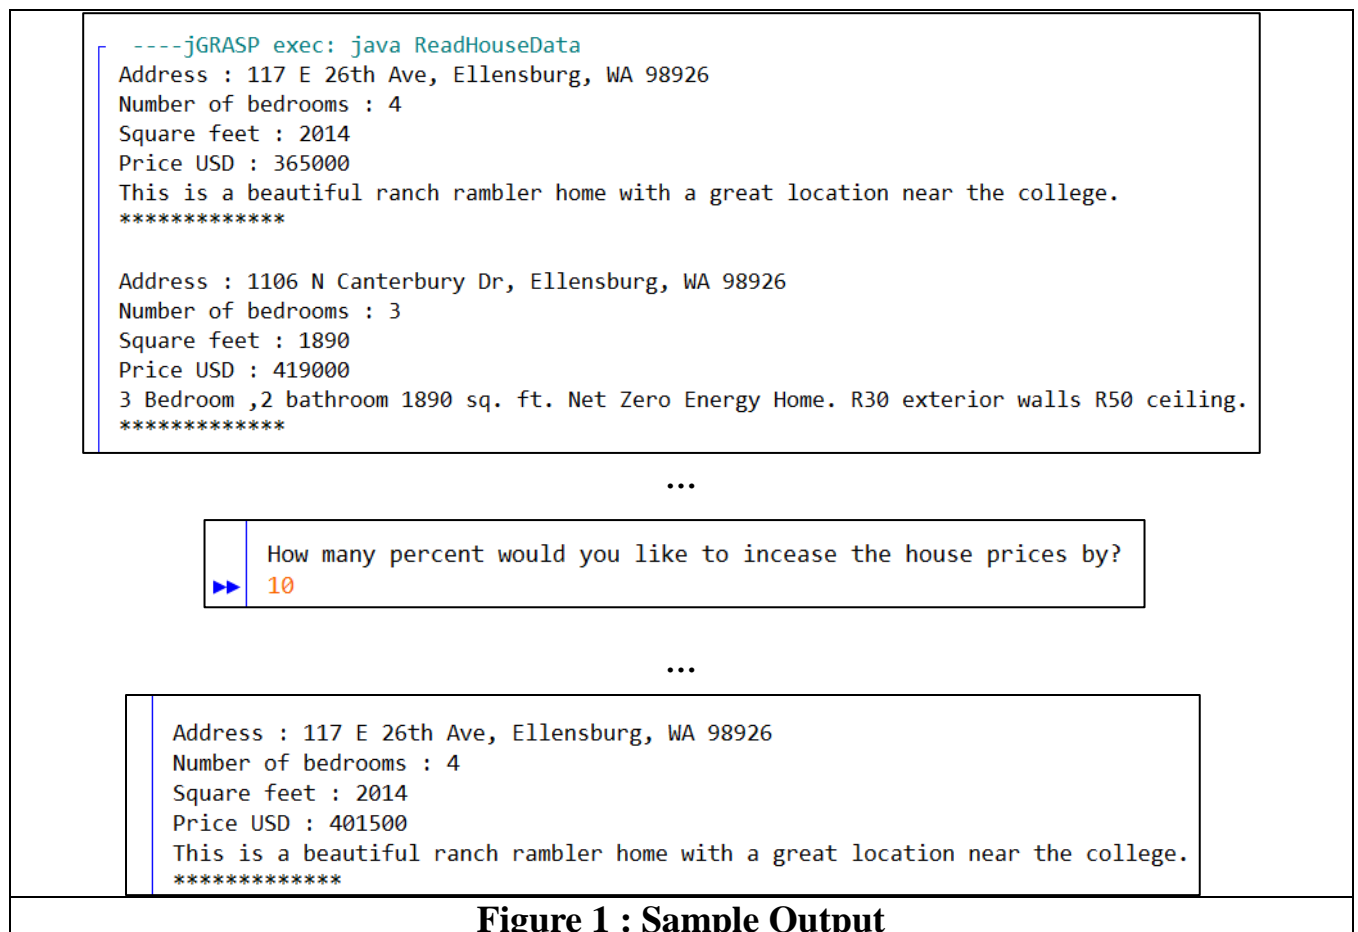 ----jGRASP exec: java ReadHouseData
Address : 117 E 26th Ave, Ellensburg, WA 98926
Number of bedrooms : 4
Square feet : 2014
Price USD : 365000
This is a beautiful ranch rambler home with a great location near the college.
*************
Address : 1106 N Canterbury Dr, Ellensburg, WA 98926
Number of bedrooms : 3
Square feet : 1890
Price USD : 419000
3 Bedroom ,2 bathroom 1890 sq. ft. Net Zero Energy Home. R30 exterior walls R50 ceiling.
*************
...
How many percent would you like to incease the house prices by?
10
...
Address : 117 E 26th Ave, Ellensburg, WA 98926
Number of bedrooms : 4
Square feet : 2014
Price USD : 401500
This is a beautiful ranch rambler home with a great location near the college.
*************
Figure 1 : Sample Output